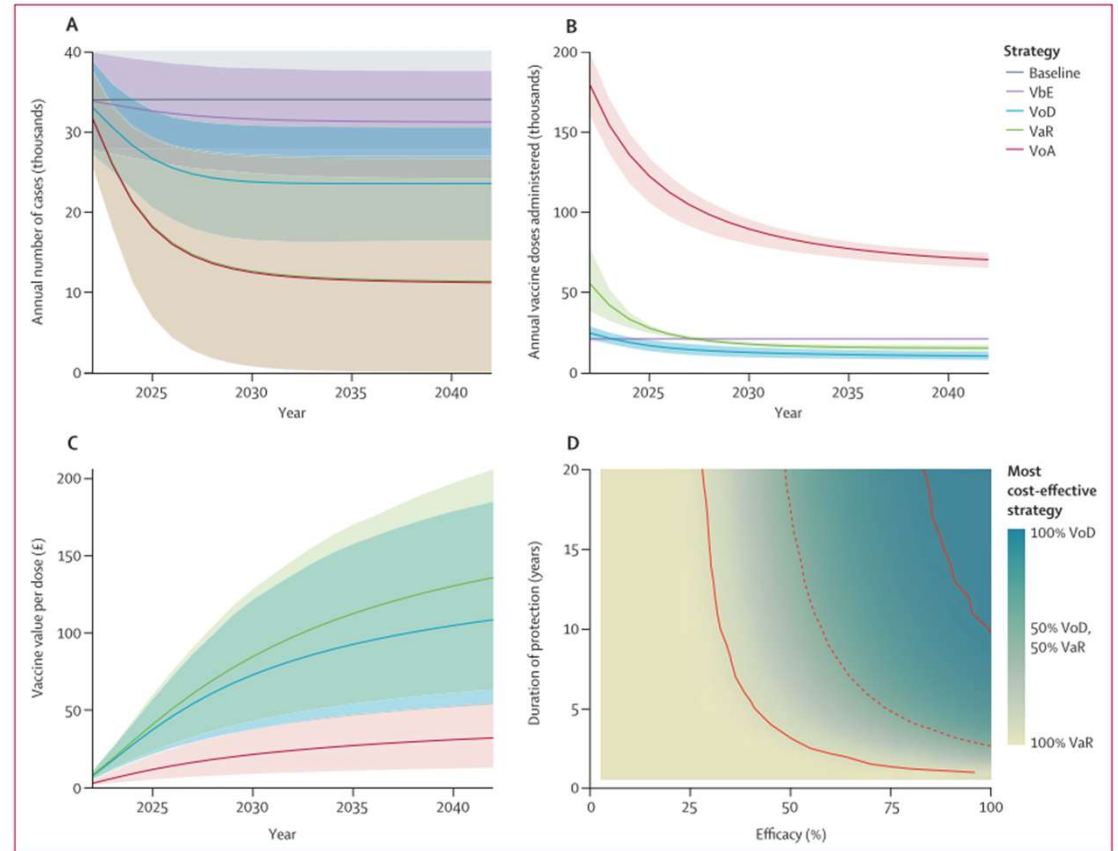 A
Annual number of cases (thousands)
40
30
20
10
0
2025
2030
2035
2040
Year
B
Annual vaccine doses administered (thousands)
200
150
100
50
0
2025
2030
2035
2040
Year
Strategy
Baseline
VbE
VoD
VaR
VoA
C
Vaccine value per dose (£)
200
150
100
50
0
2025
2030
2035
2040
Year
D
Duration of protection (years)
20
15
10
5
0
0
25
50
75
100
Efficacy (%)
Most
cost-effective
strategy
100% VoD
50% VoD,
50% VaR
100% VaR